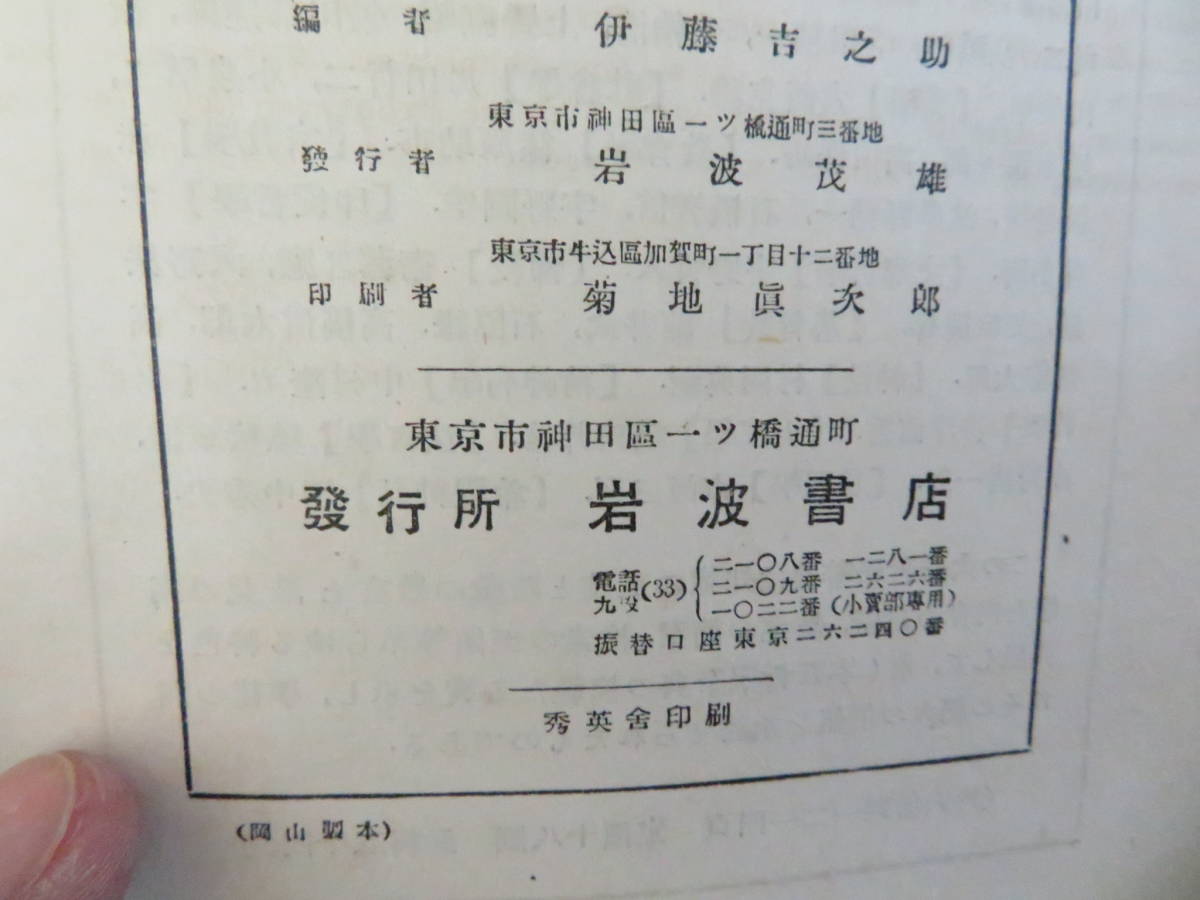 編者 伊藤吉之助
東京市神田區一ツ橋通町三番地
發行者 岩波茂雄
東京市牛込區加賀町一丁目十二番地
印刷者 菊地眞次郎
東京市神田區一ツ橋通町
發行所 岩波書店
電話九段(33) 二一〇八番 一二八一番
二一〇九番 二六二六番
一〇二二番(小賣部專用)
振替口座東京二六二四〇番
秀英舍印刷
(岡山製本)